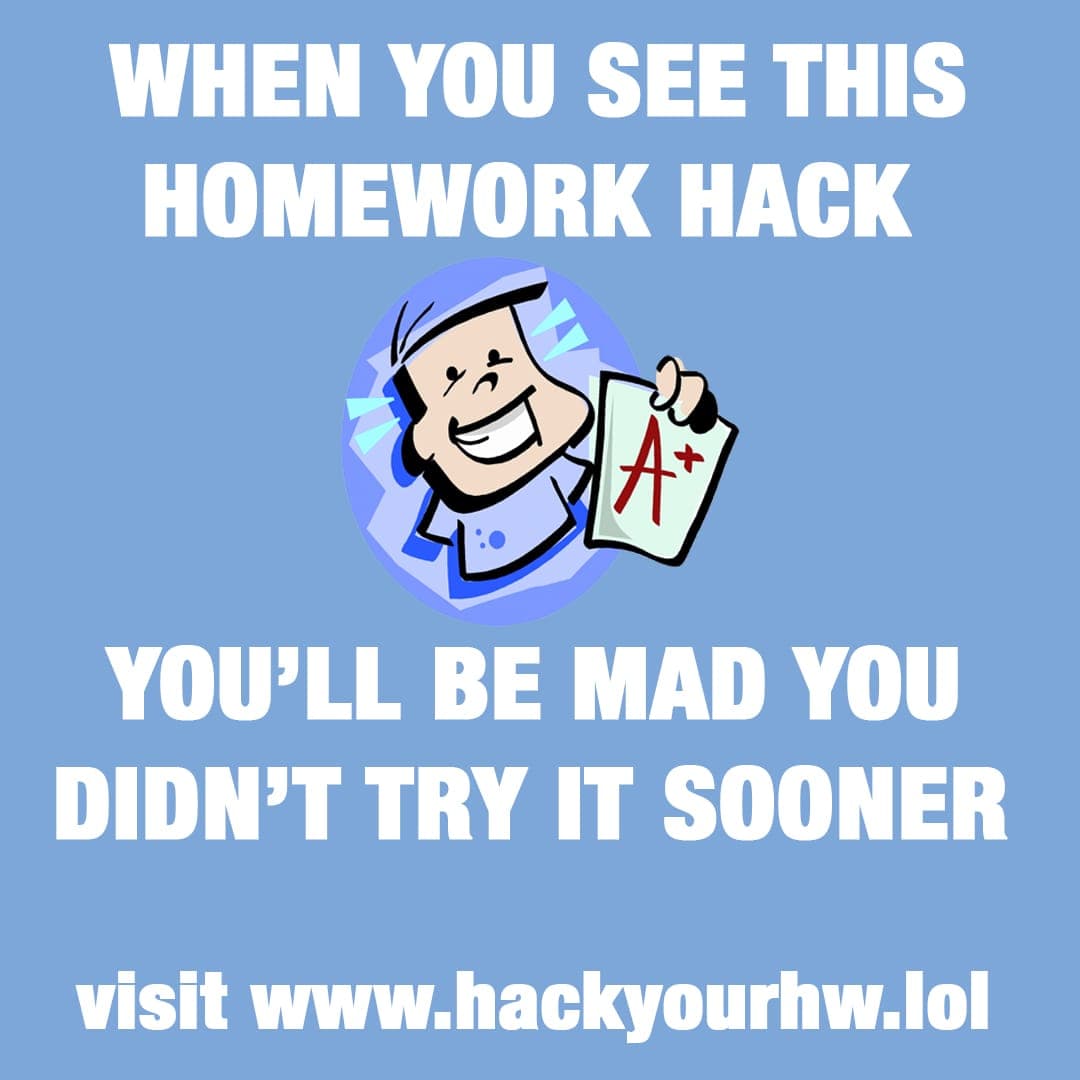 WHEN YOU SEE THIS
HOMEWORK HACK
A+
YOU’LL BE MAD YOU
DIDN’T TRY IT SOONER
visit www.hackyourhw.lol